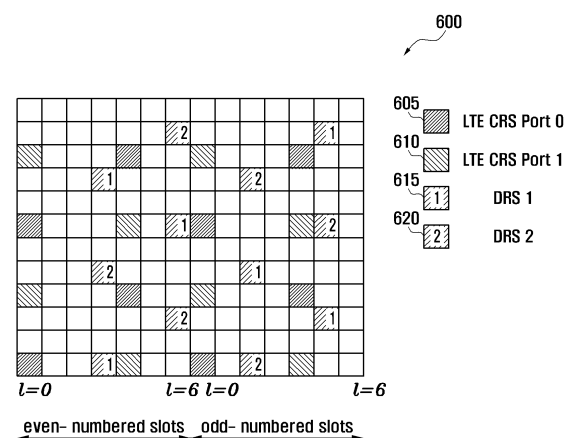 600
605 LTE CRS Port 0
610 LTE CRS Port 1
615 1 DRS 1
620 2 DRS 2
2 1
1 2
1 2
2 1
2 1
1 2
l=0 l=6 l=0 l=6
even- numbered slots odd- numbered slots